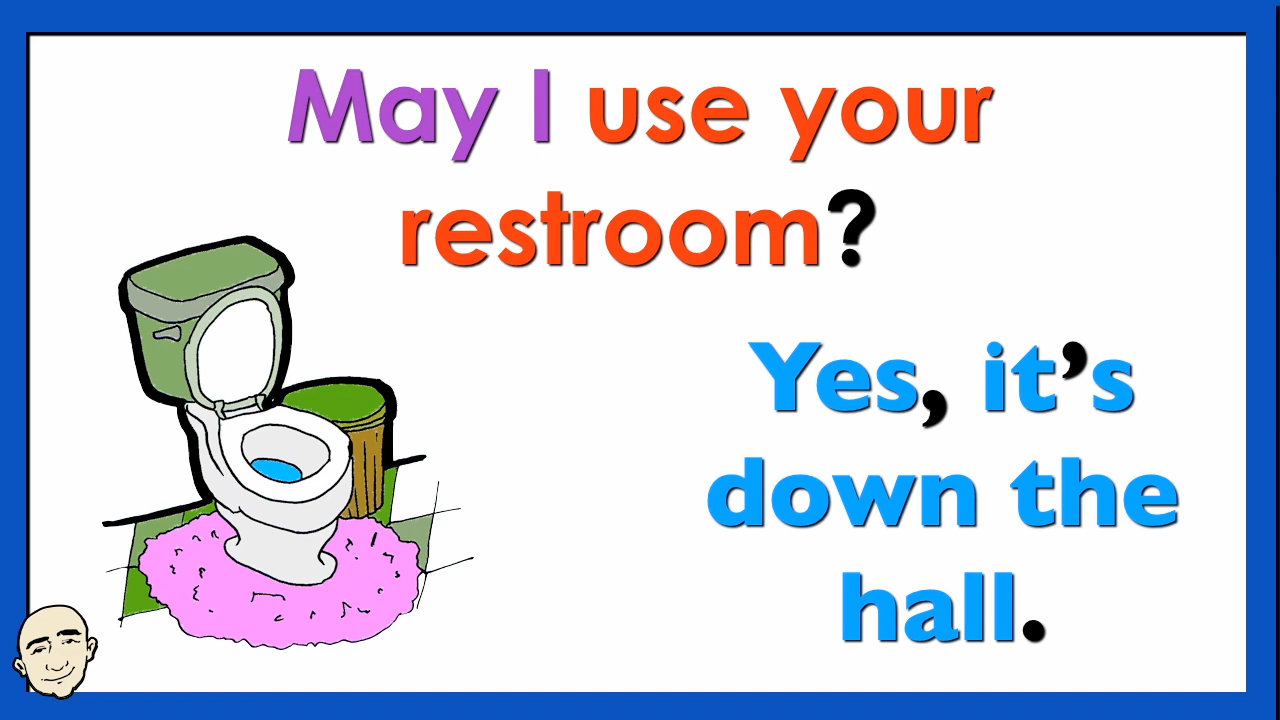 May I use your
restroom?
Yes, it’s
down the
hall.